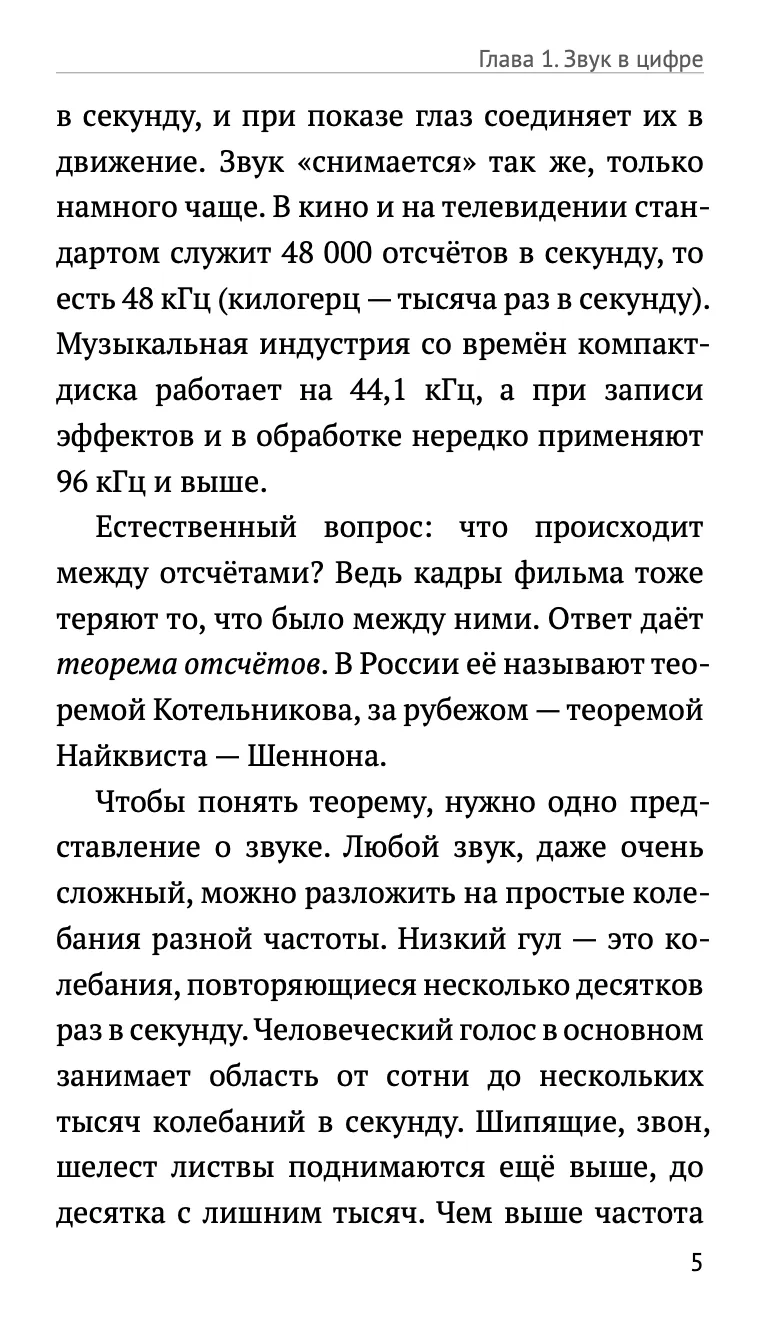 Глава 1. Звук в цифре
в секунду, и при показе глаз соединяет их в
движение. Звук «снимается» так же, только
намного чаще. В кино и на телевидении стан-
дартом служит 48 000 отсчётов в секунду, то
есть 48 кГц (килогерц — тысяча раз в секунду).
Музыкальная индустрия со времён компакт-
диска работает на 44,1 кГц, а при записи
эффектов и в обработке нередко применяют
96 кГц и выше.
Естественный вопрос: что происходит
между отсчётами? Ведь кадры фильма тоже
теряют то, что было между ними. Ответ даёт
теорема отсчётов. В России её называют тео-
ремой Котельникова, за рубежом — теоремой
Найквиста — Шеннона.
Чтобы понять теорему, нужно одно пред-
ставление о звуке. Любой звук, даже очень
сложный, можно разложить на простые коле-
бания разной частоты. Низкий гул — это ко-
лебания, повторяющиеся несколько десятков
раз в секунду. Человеческий голос в основном
занимает область от сотни до нескольких
тысяч колебаний в секунду. Шипящие, звон,
шелест листвы поднимаются ещё выше, до
десятка с лишним тысяч. Чем выше частота
5